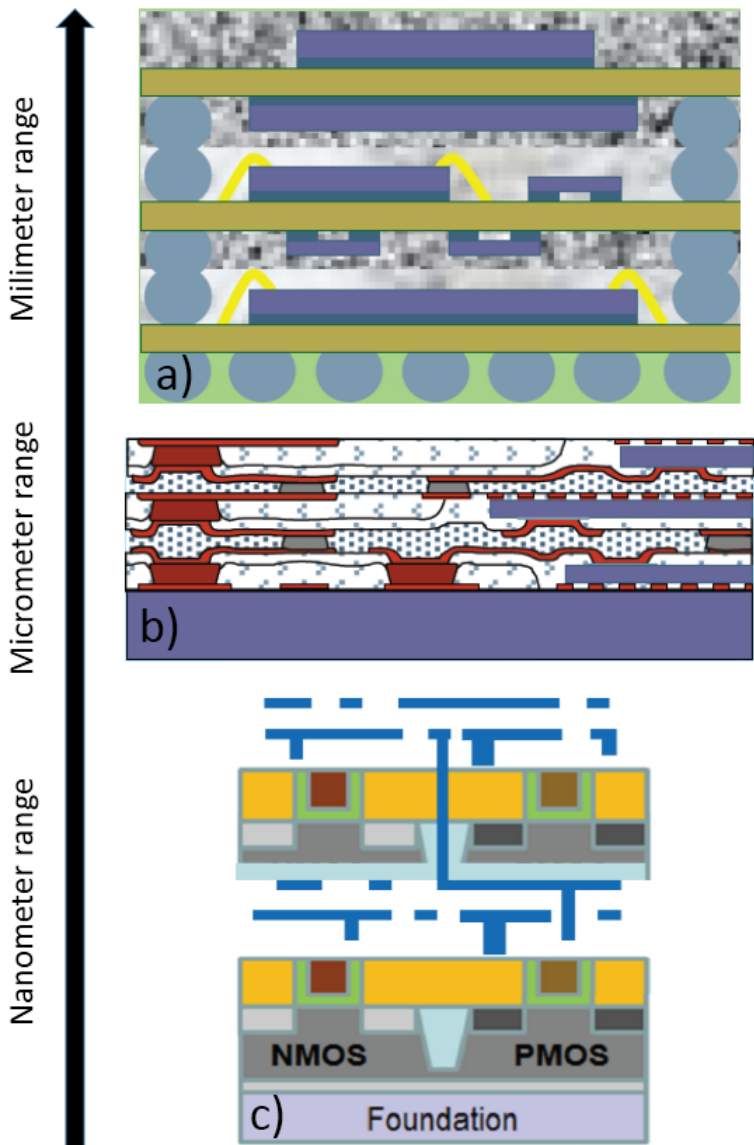 Milimeter range
a)
Micrometer range
b)
Nanometer range
NMOS
PMOS
c)
Foundation